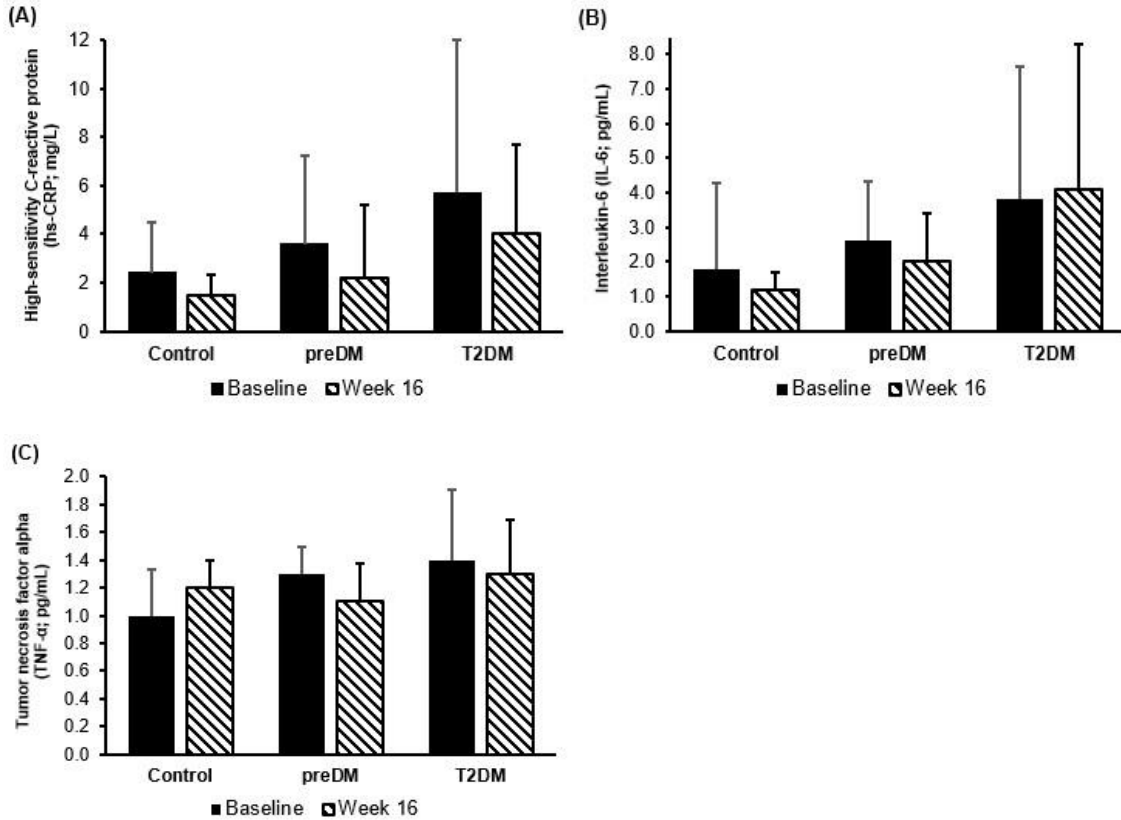 (A)
High-sensitivity C-reactive protein
(hs-CRP; mg/L)
12
10
8
6
4
2
0
Control preDM T2DM
Baseline Week 16
(B)
Interleukin-6 (IL-6; pg/mL)
8.0
7.0
6.0
5.0
4.0
3.0
2.0
1.0
0.0
Control preDM T2DM
Baseline Week 16
(C)
Tumor necrosis factor alpha
(TNF-α; pg/mL)
2.0
1.8
1.6
1.4
1.2
1.0
0.8
0.6
0.4
0.2
0.0
Control preDM T2DM
Baseline Week 16